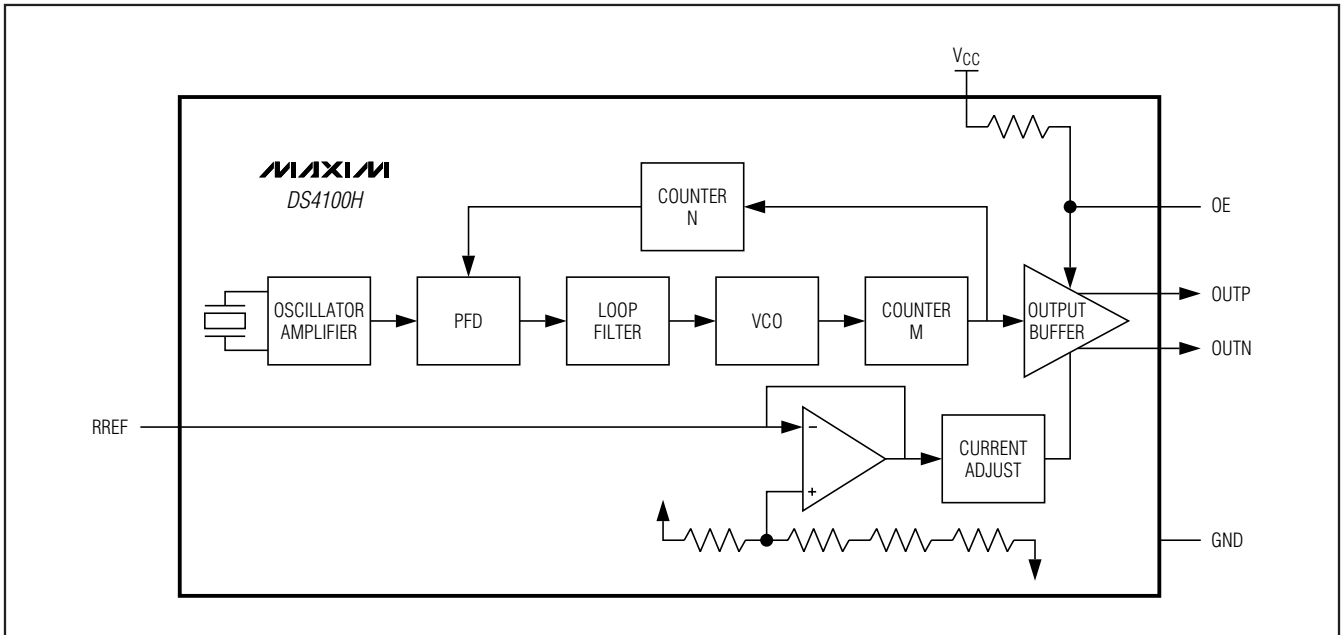 VCC
MAXIM
DS4100H
COUNTER
N
OE
OSCILLATOR
AMPLIFIER
PFD
LOOP
FILTER
VCO
COUNTER
M
OUTPUT
BUFFER
OUTP
OUTN
RREF
−
+
CURRENT
ADJUST
GND